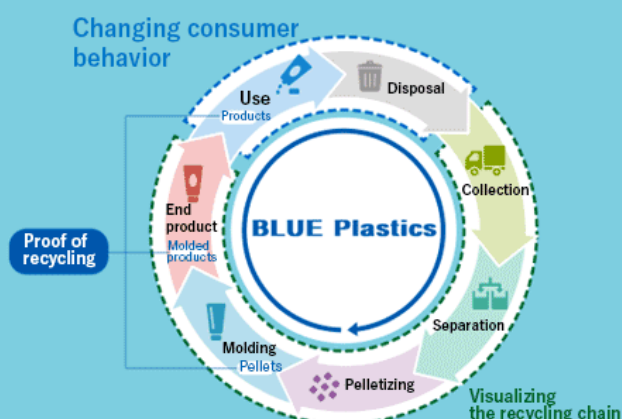 Changing consumer
behavior
Use
Products
Disposal
Collection
Separation
Pelletizing
Molding
Pellets
End
product
Molded
products
Proof of
recycling
BLUE Plastics
Visualizing
the recycling chain